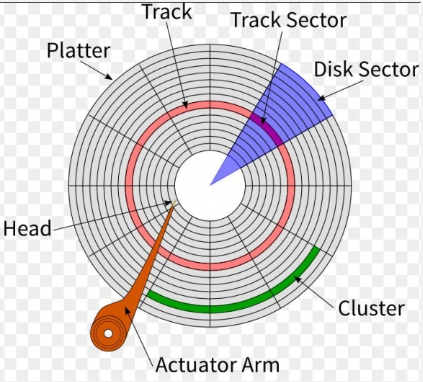 Track
Track Sector
Platter
Disk Sector
Head
Cluster
Actuator Arm